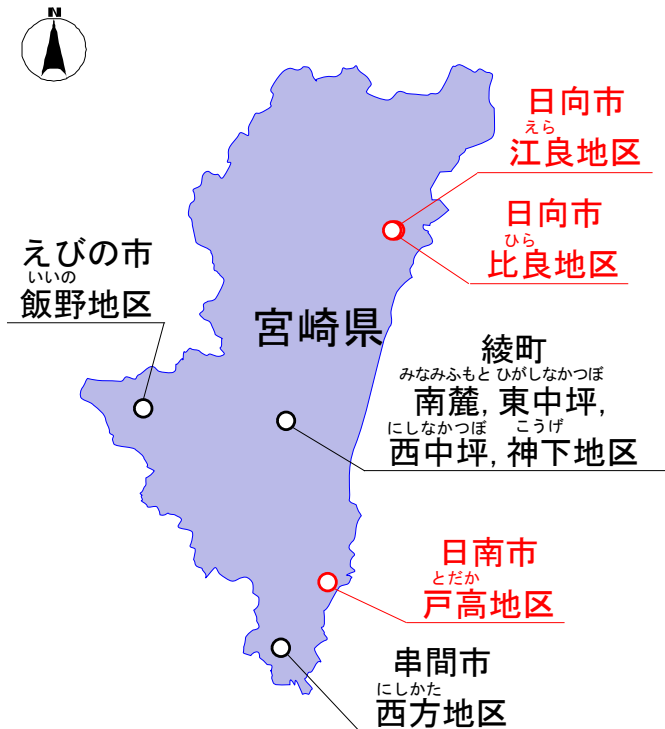 N
日向市
えら
江良地区
日向市
ひら
比良地区
えびの市
いいの
飯野地区
宮崎県
綾町
みなみふもと ひがしなかつぼ
南麓, 東中坪,
にしなかつぼ こうげ
西中坪, 神下地区
日南市
とだか
戸高地区
串間市
にしかた
西方地区